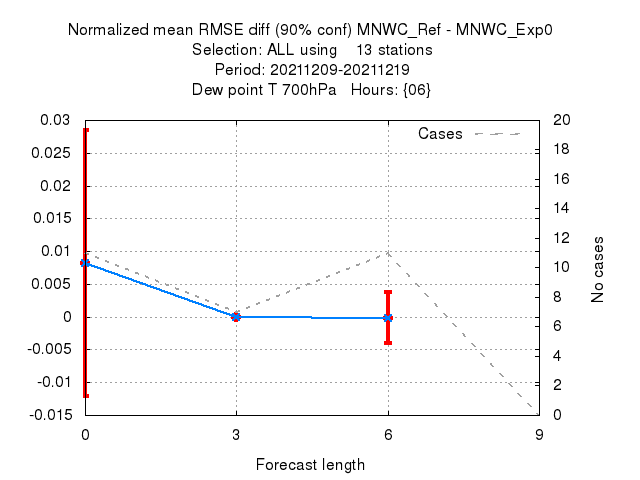 Normalized mean RMSE diff (90% conf) MNWC_Ref - MNWC_Exp0
Selection: ALL using    13 stations
Period: 20211209-20211219
Dew point T 700hPa   Hours: {06}
Cases
0.03
0.025
0.02
0.015
0.01
0.005
0
-0.005
-0.01
-0.015
20
18
16
14
12
10
8
6
4
2
0
No cases
0 3 6 9
Forecast length